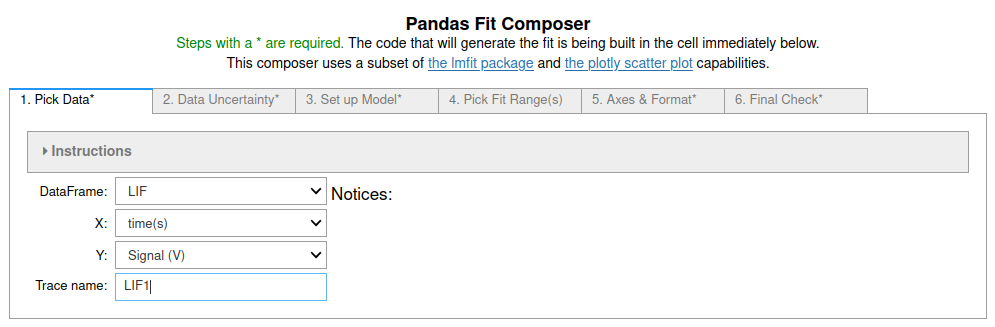 Pandas Fit Composer
Steps with a * are required. The code that will generate the fit is being built in the cell immediately below.
This composer uses a subset of the lmfit package and the plotly scatter plot capabilities.
1. Pick Data* 2. Data Uncertainty* 3. Set up Model* 4. Pick Fit Range(s) 5. Axes & Format* 6. Final Check*
Instructions
DataFrame: LIF Notices:
X: time(s)
Y: Signal (V)
Trace name: LIF1